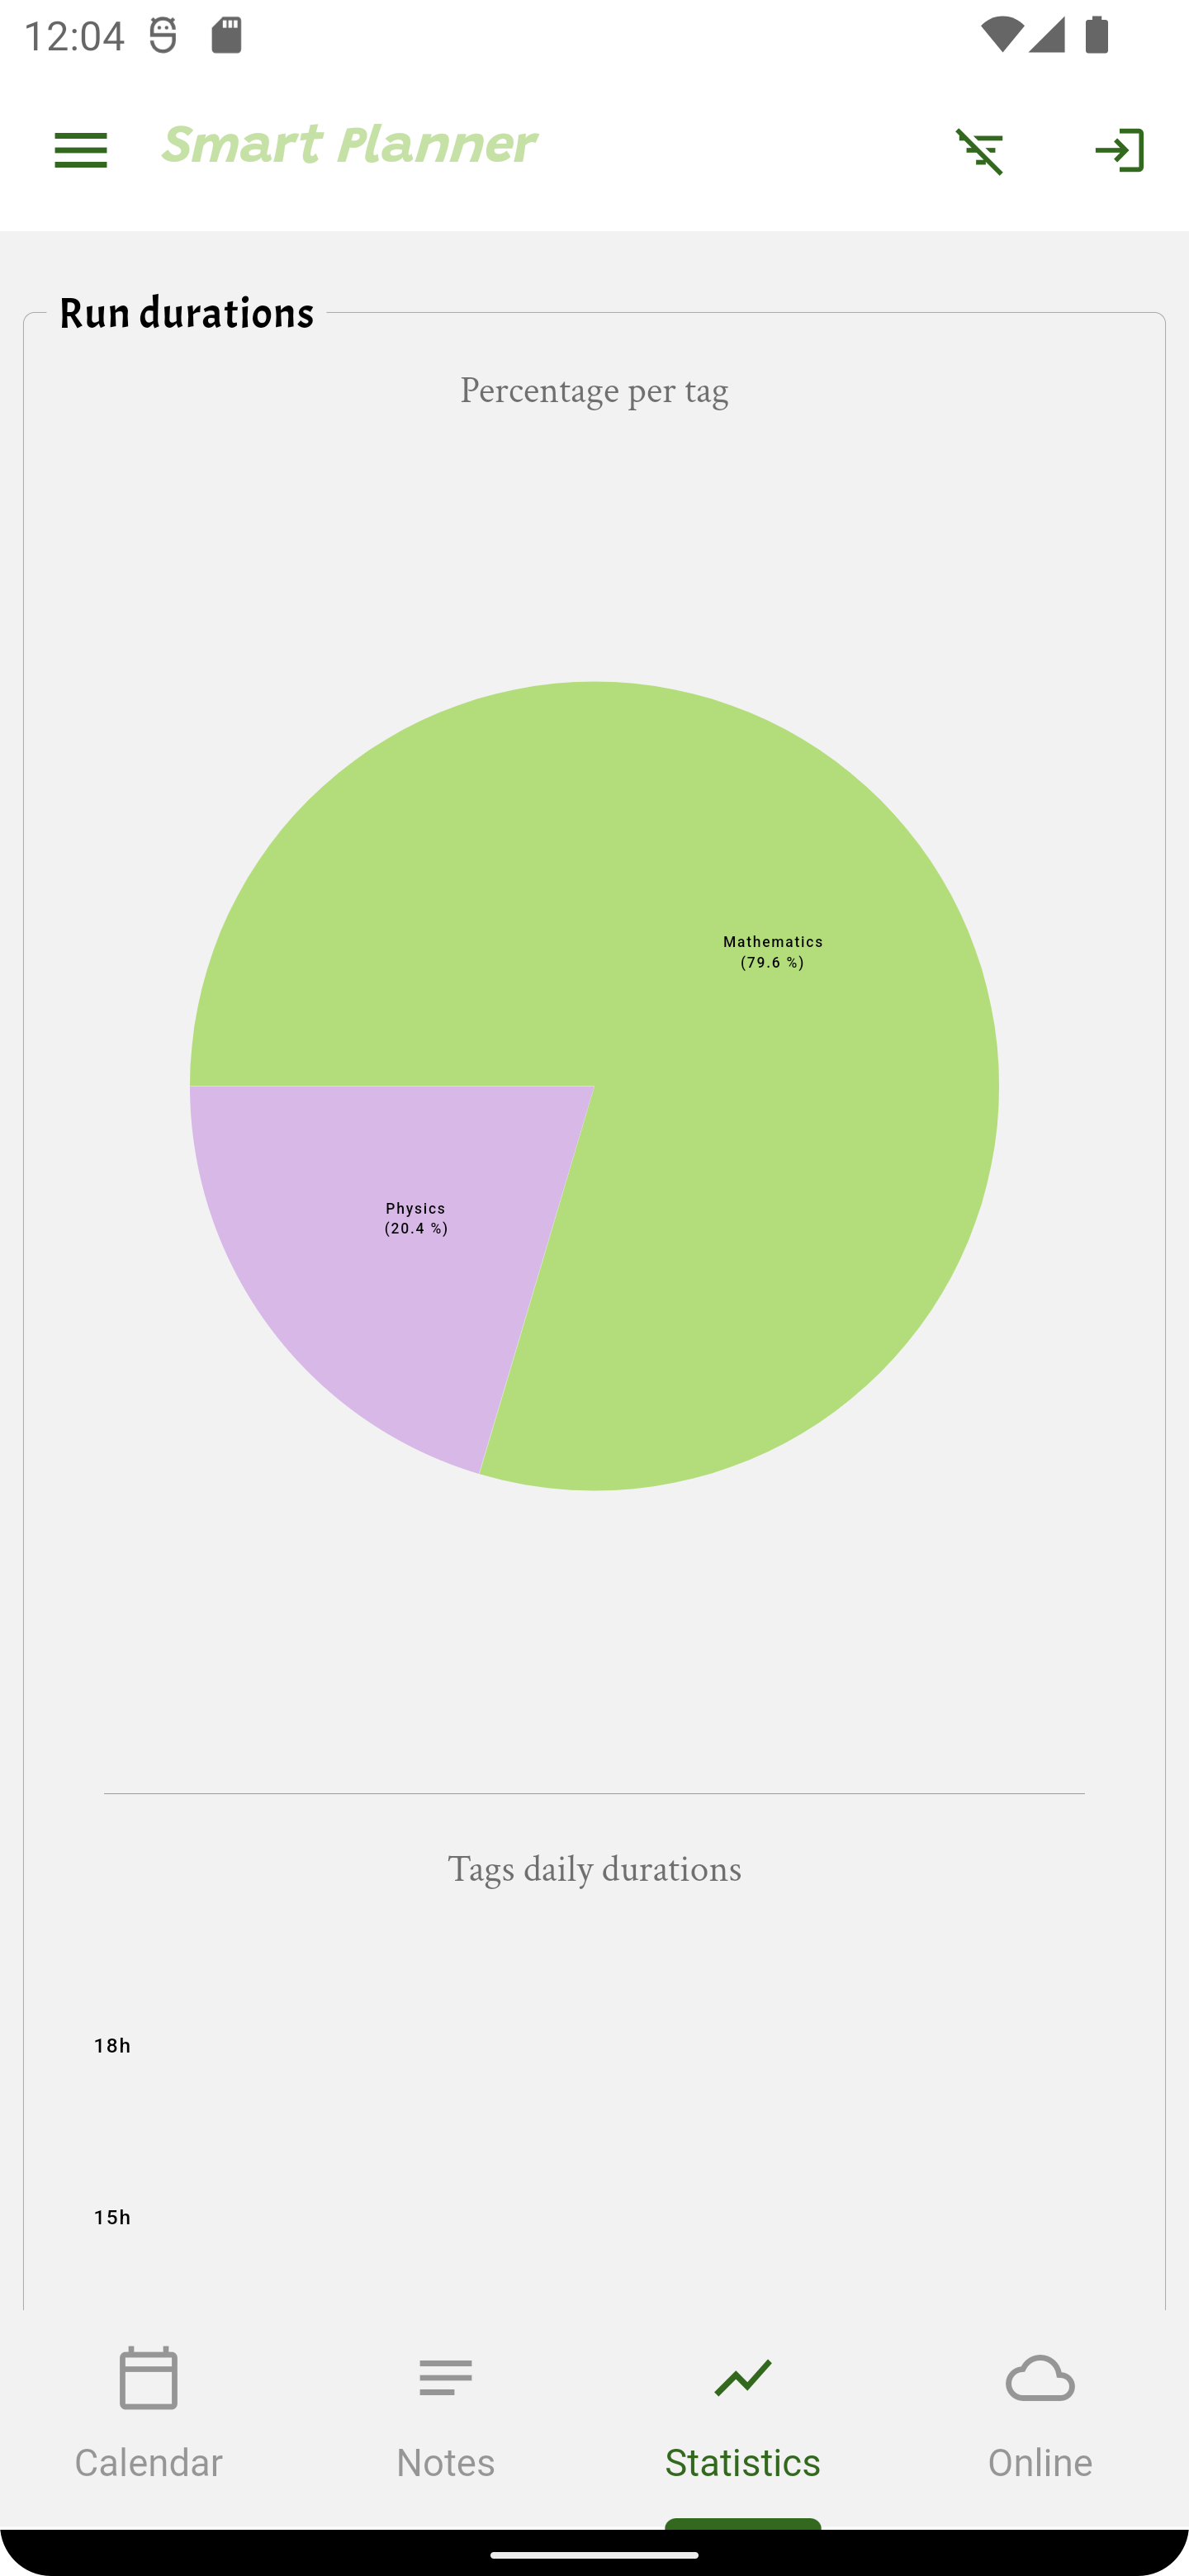 12:04
Smart Planner
Run durations
Percentage per tag
Mathematics
(79.6 %)
Physics
(20.4 %)
Tags daily durations
18h
15h
Calendar
Notes
Statistics
Online